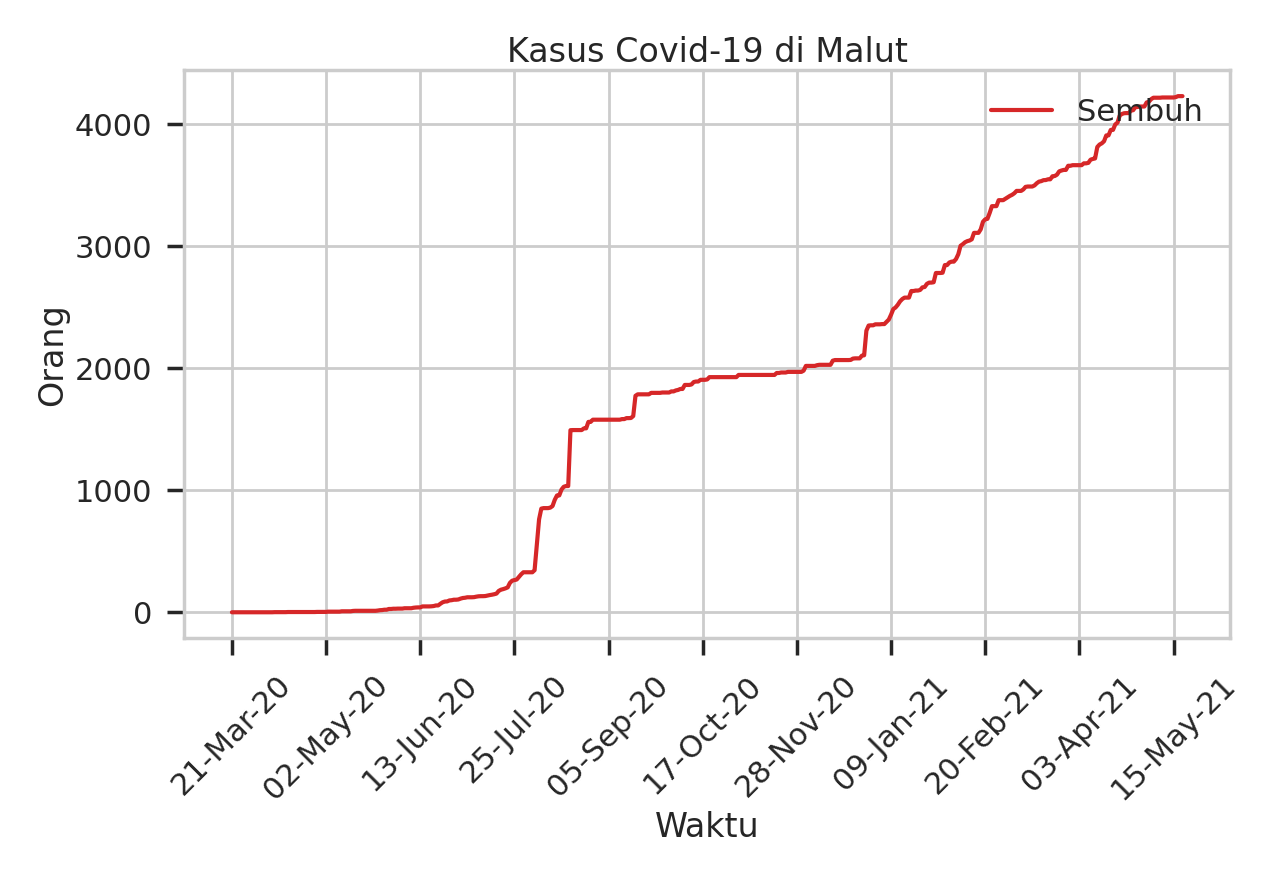 Kasus Covid-19 di Malut
Sembuh
Orang
4000
3000
2000
1000
0
21-Mar-20
02-May-20
13-Jun-20
25-Jul-20
05-Sep-20
17-Oct-20
28-Nov-20
09-Jan-21
20-Feb-21
03-Apr-21
15-May-21
Waktu